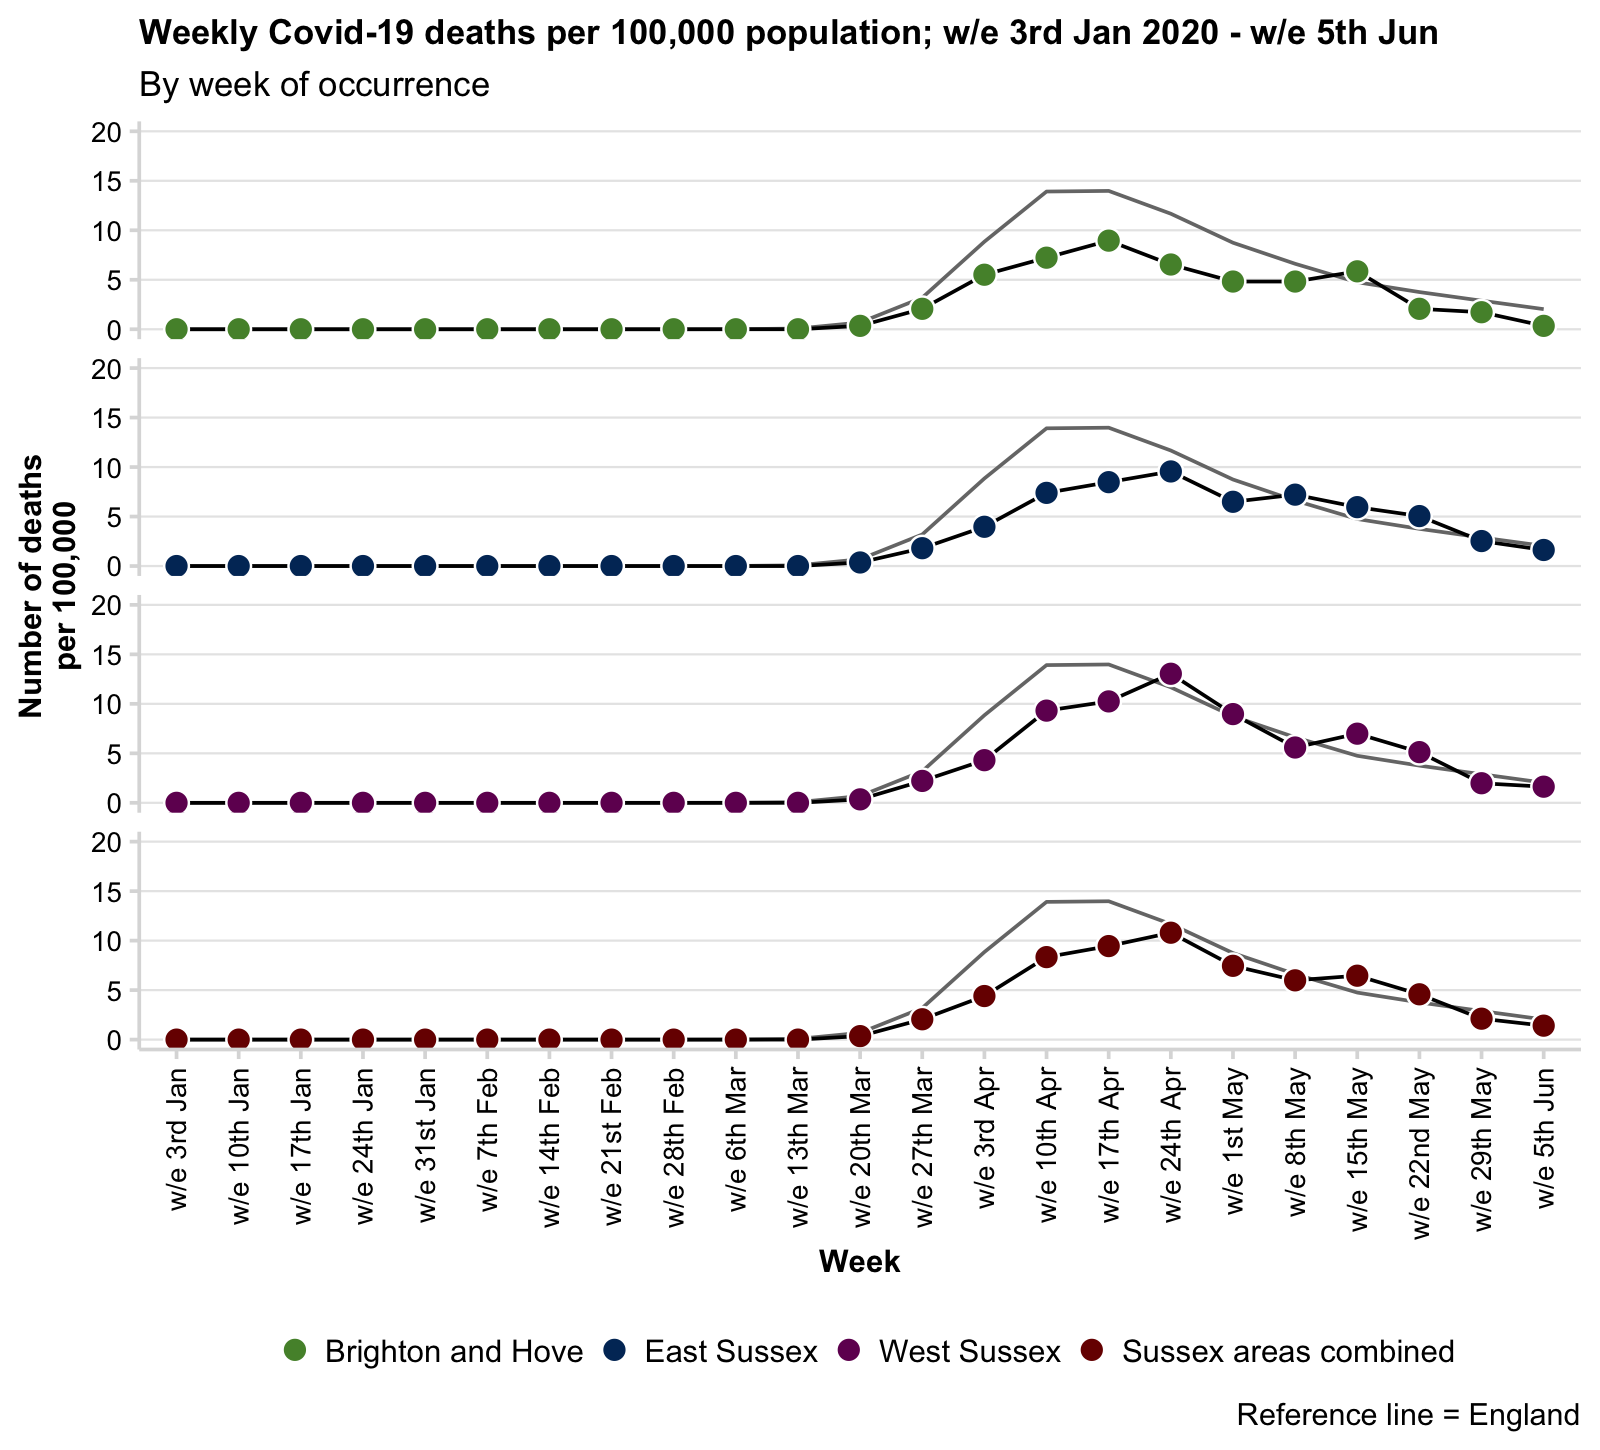 Weekly Covid-19 deaths per 100,000 population; w/e 3rd Jan 2020 - w/e 5th Jun
By week of occurrence
Number of deaths
per 100,000
20
15
10
5
0
20
15
10
5
0
20
15
10
5
0
20
15
10
5
0
w/e 3rd Jan
w/e 10th Jan
w/e 17th Jan
w/e 24th Jan
w/e 31st Jan
w/e 7th Feb
w/e 14th Feb
w/e 21st Feb
w/e 28th Feb
w/e 6th Mar
w/e 13th Mar
w/e 20th Mar
w/e 27th Mar
w/e 3rd Apr
w/e 10th Apr
w/e 17th Apr
w/e 24th Apr
w/e 1st May
w/e 8th May
w/e 15th May
w/e 22nd May
w/e 29th May
w/e 5th Jun
Week
Brighton and Hove East Sussex West Sussex Sussex areas combined
Reference line = England